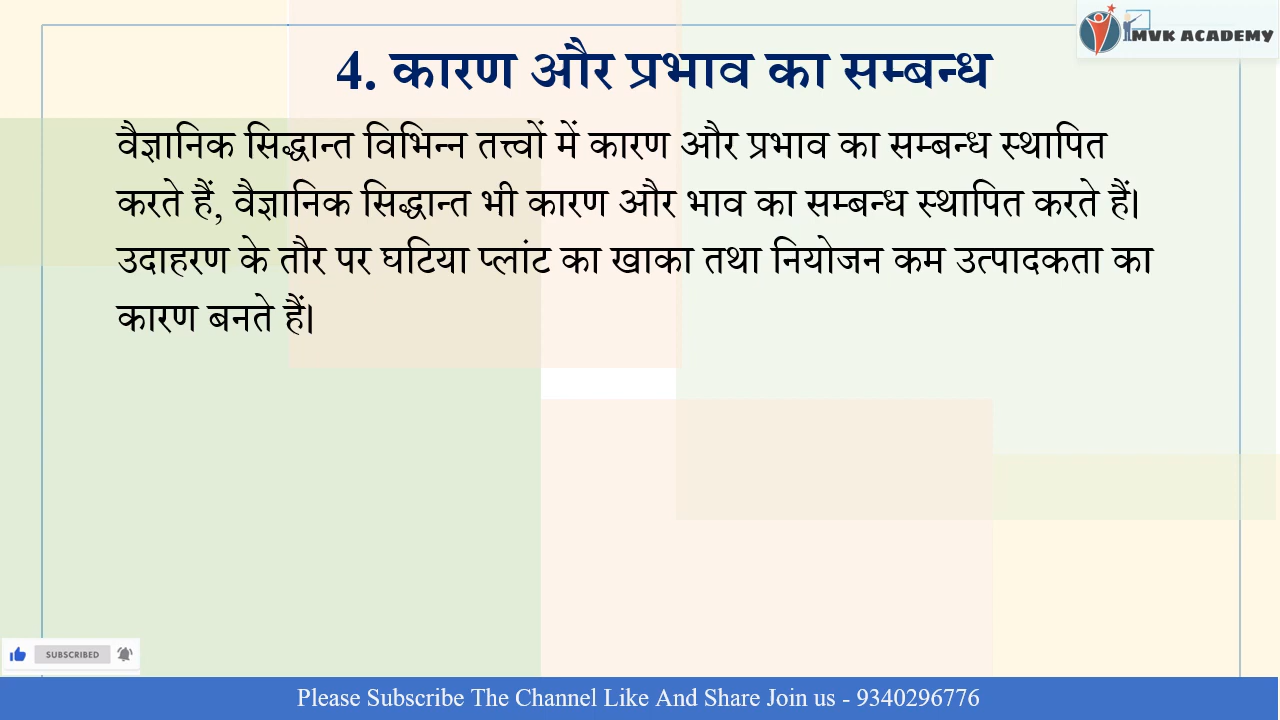 MVK ACADEMY
4. कारण और प्रभाव का सम्बन्ध
वैज्ञानिक सिद्धान्त विभिन्न तत्त्वों में कारण और प्रभाव का सम्बन्ध स्थापित
करते हैं, वैज्ञानिक सिद्धान्त भी कारण और भाव का सम्बन्ध स्थापित करते हैं।
उदाहरण के तौर पर घटिया प्लांट का खाका तथा नियोजन कम उत्पादकता का
कारण बनते हैं।
SUBSCRIBED
Please Subscribe The Channel Like And Share Join us - 9340296776